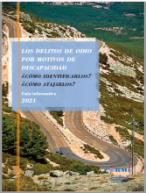 LOS DELITOS DE ODIO
POR MOTIVOS DE
DISCAPACIDAD
¿CÓMO IDENTIFICARLOS?
¿CÓMO ATAJARLOS?
Guía informativa
2021